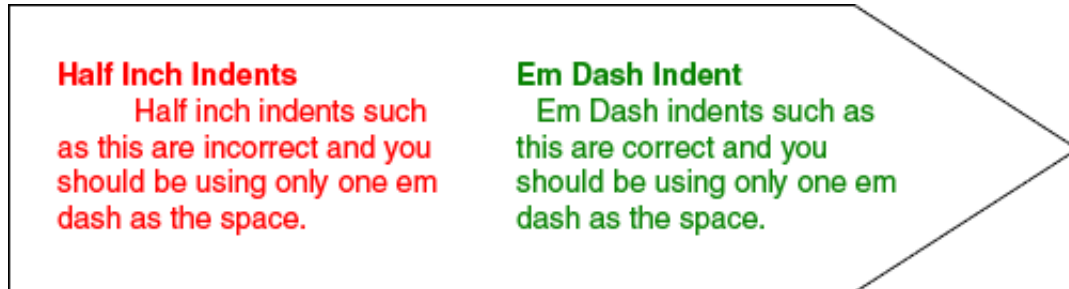 Half Inch Indents
Half inch indents such
as this are incorrect and you
should be using only one em
dash as the space.
Em Dash Indent
Em Dash indents such as
this are correct and you
should be using only one em
dash as the space.